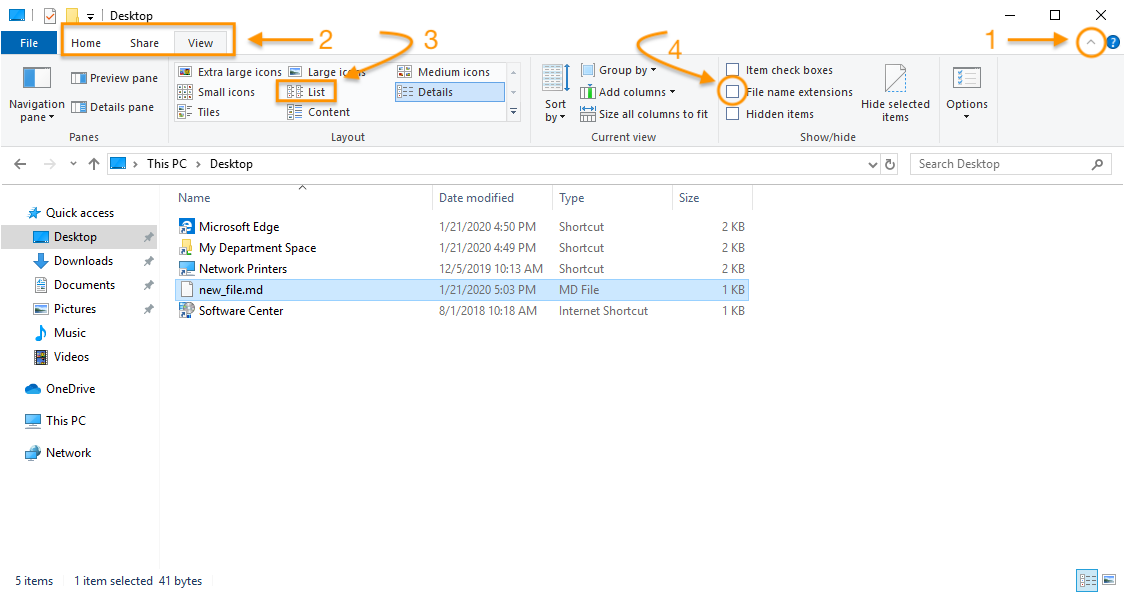 Desktop
File Home Share View
2
3
4
1
?
Navigation pane
Preview pane
Details pane
Panes
Extra large icons
Large icons
Medium icons
Small icons
List
Details
Tiles
Content
Layout
Sort by
Group by
Add columns
Size all columns to fit
Current view
Item check boxes
File name extensions
Hidden items
Hide selected items
Show/hide
Options
This PC > Desktop
Search Desktop
Name Date modified Type Size
Quick access
Desktop
Downloads
Documents
Pictures
Music
Videos
OneDrive
This PC
Network
Microsoft Edge 1/21/2020 4:50 PM Shortcut 2 KB
My Department Space 1/21/2020 4:49 PM Shortcut 2 KB
Network Printers 12/5/2019 10:13 AM Shortcut 2 KB
new_file.md 1/21/2020 5:03 PM MD File 1 KB
Software Center 8/1/2018 10:18 AM Internet Shortcut 1 KB
5 items 1 item selected 41 bytes